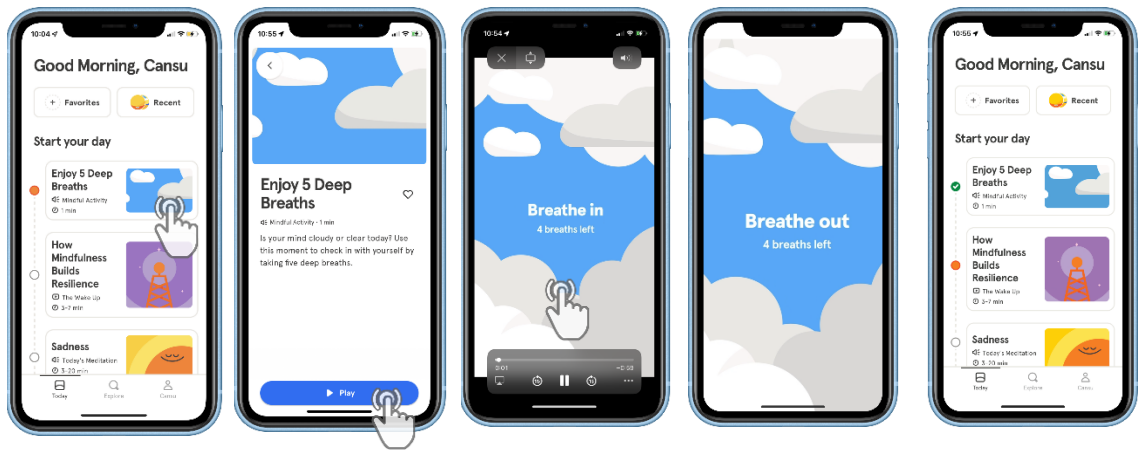 10:04
Good Morning, Cansu
+ Favorites
Recent
Start your day
Enjoy 5 Deep
Breaths
Mindful Activity
1 min
How
Mindfulness
Builds
Resilience
The Wake Up
3-7 min
Sadness
Today's Meditation
3-20 min
Today
Explore
Cansu
10:55
Enjoy 5 Deep
Breaths
Mindful Activity · 1 min
Is your mind cloudy or clear today? Use
this moment to check in with yourself by
taking five deep breaths.
Play
10:54
Breathe in
4 breaths left
0:01
-0:58
Breathe out
4 breaths left
10:55
Good Morning, Cansu
+ Favorites
Recent
Start your day
Enjoy 5 Deep
Breaths
Mindful Activity
1 min
How
Mindfulness
Builds
Resilience
The Wake Up
3-7 min
Sadness
Today's Meditation
3-20 min
Today
Explore
Cansu